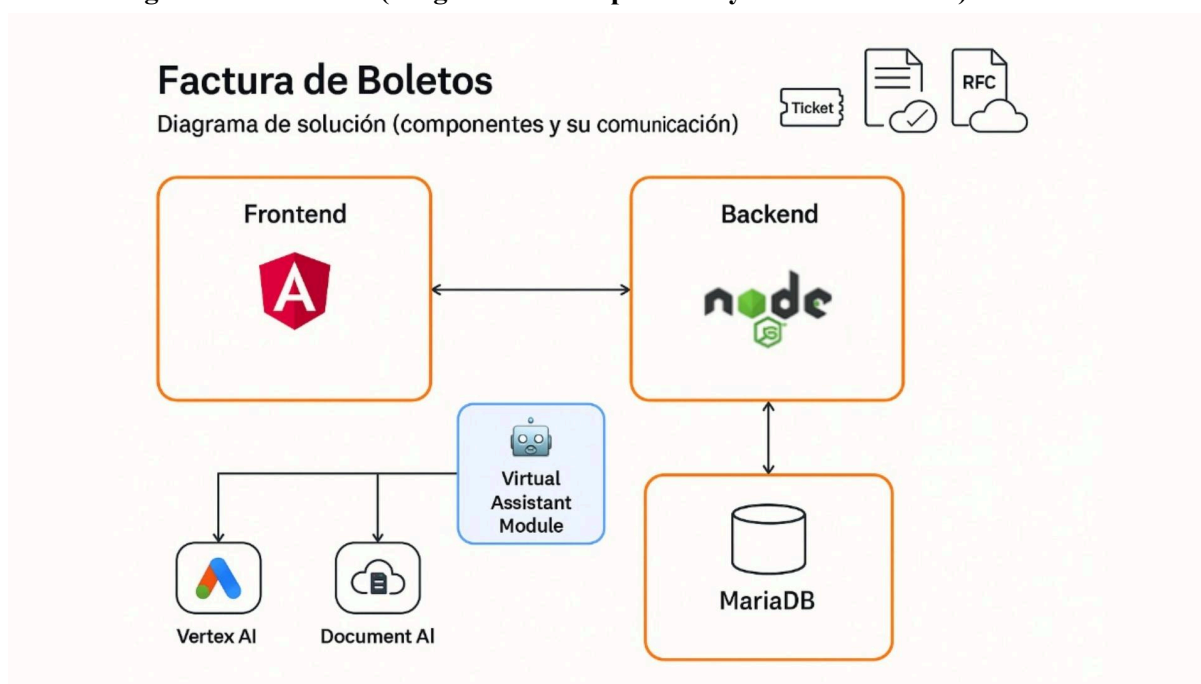 Factura de Boletos
Diagrama de solución (componentes y su comunicación)
Ticket
RFC
Frontend
Backend
A
node
JS
Virtual
Assistant
Module
MariaDB
Vertex AI
Document AI